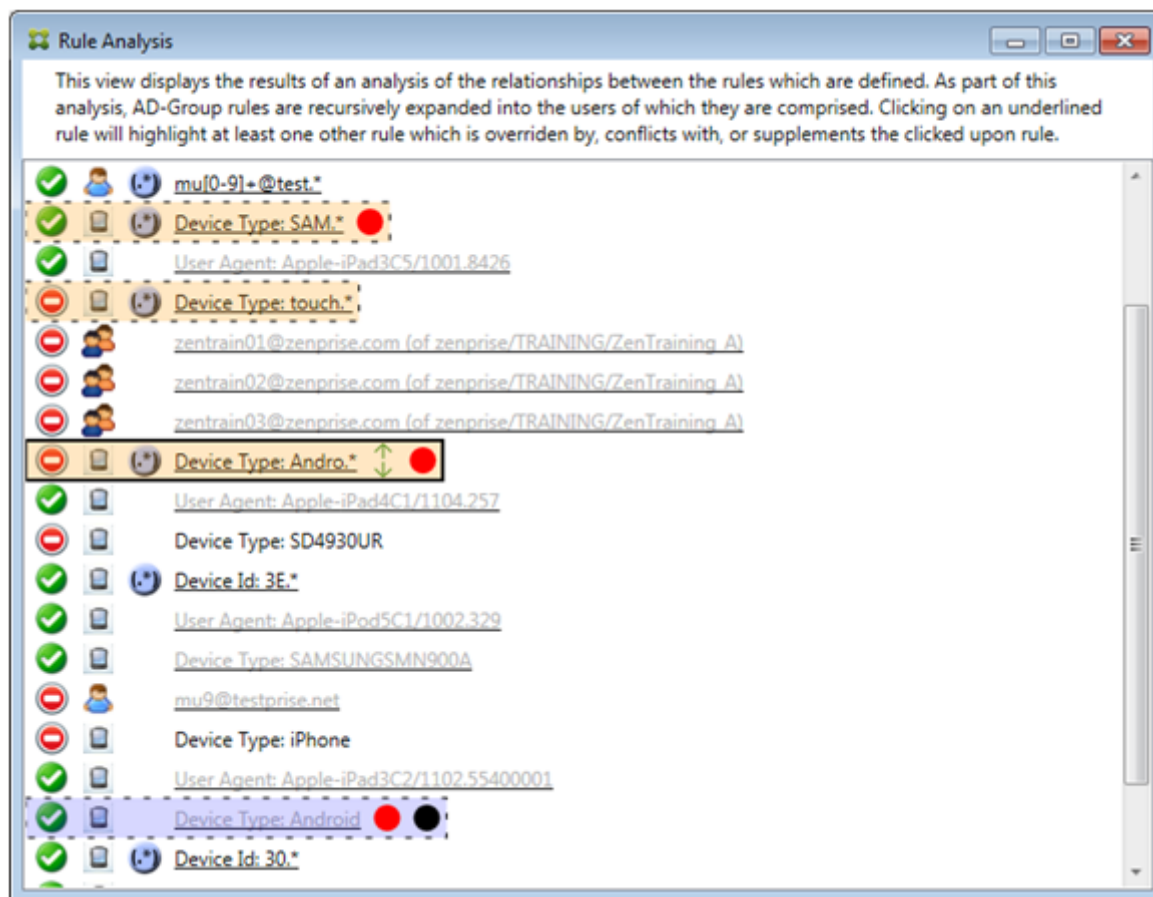 Rule Analysis
This view displays the results of an analysis of the relationships between the rules which are defined. As part of this
analysis, AD-Group rules are recursively expanded into the users of which they are comprised. Clicking on an underlined
rule will highlight at least one other rule which is overriden by, conflicts with, or supplements the clicked upon rule.
(.*) mu[0-9]+@test.*
(.*) Device Type: SAM.*
User Agent: Apple-iPad3C5/1001.8426
(.*) Device Type: touch.*
zentrain01@zenprise.com (of zenprise/TRAINING/ZenTraining_A)
zentrain02@zenprise.com (of zenprise/TRAINING/ZenTraining_A)
zentrain03@zenprise.com (of zenprise/TRAINING/ZenTraining_A)
(.*) Device Type: Andro.*
User Agent: Apple-iPad4C1/1104.257
Device Type: SD4930UR
(.*) Device Id: 3E.*
User Agent: Apple-iPod5C1/1002.329
Device Type: SAMSUNGSMN900A
mu9@testprise.net
Device Type: iPhone
User Agent: Apple-iPad3C2/1102.55400001
Device Type: Android
(.*) Device Id: 30.*